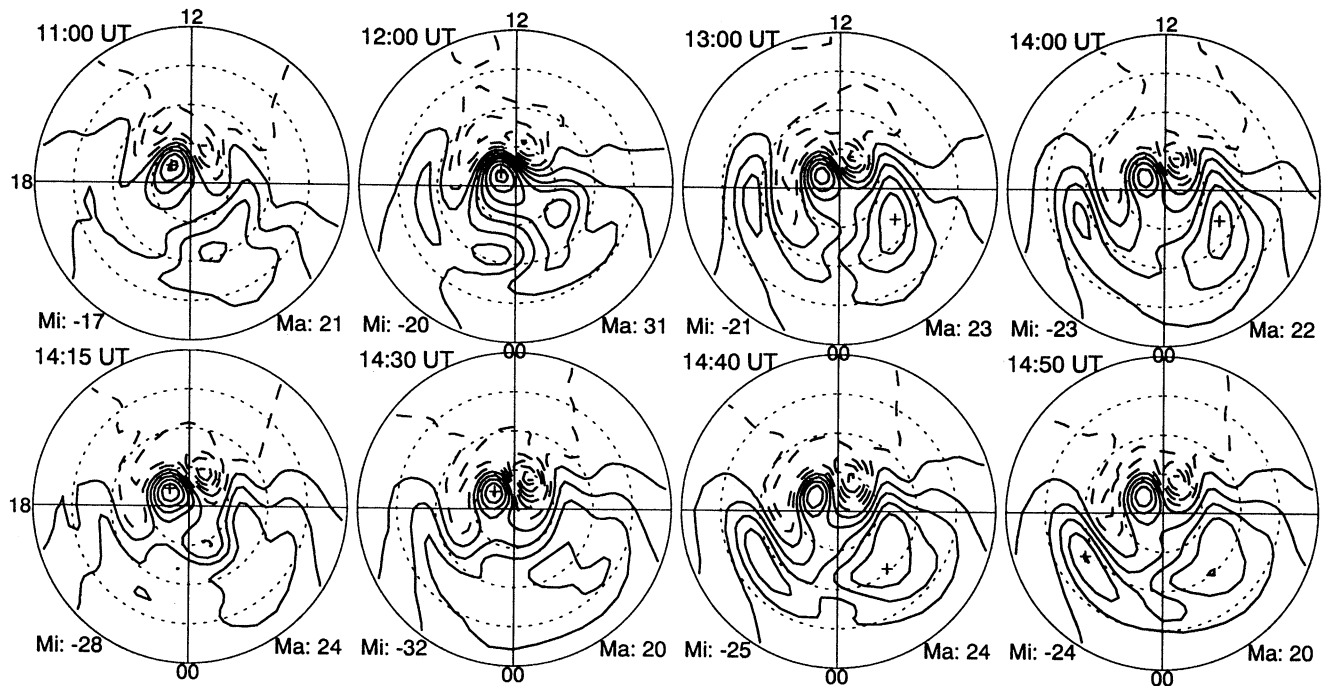 11:00 UT 12 12:00 UT 12 13:00 UT 12 14:00 UT 12
18
Mi: -17 Ma: 21 Mi: -20 Ma: 31 Mi: -21 Ma: 23 Mi: -23 Ma: 22
00 00 00
14:15 UT 14:30 UT 14:40 UT 14:50 UT
18
Mi: -28 Ma: 24 Mi: -32 Ma: 20 Mi: -25 Ma: 24 Mi: -24 Ma: 20
00 00 00 00